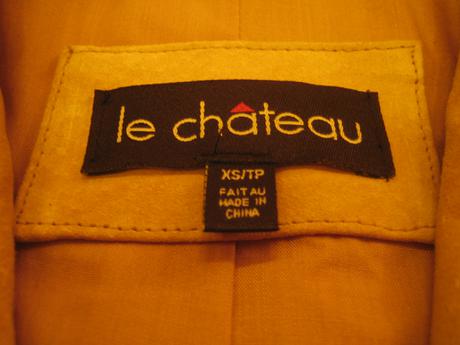 le château
XS/TP
FAIT AU
MADE IN
CHINA